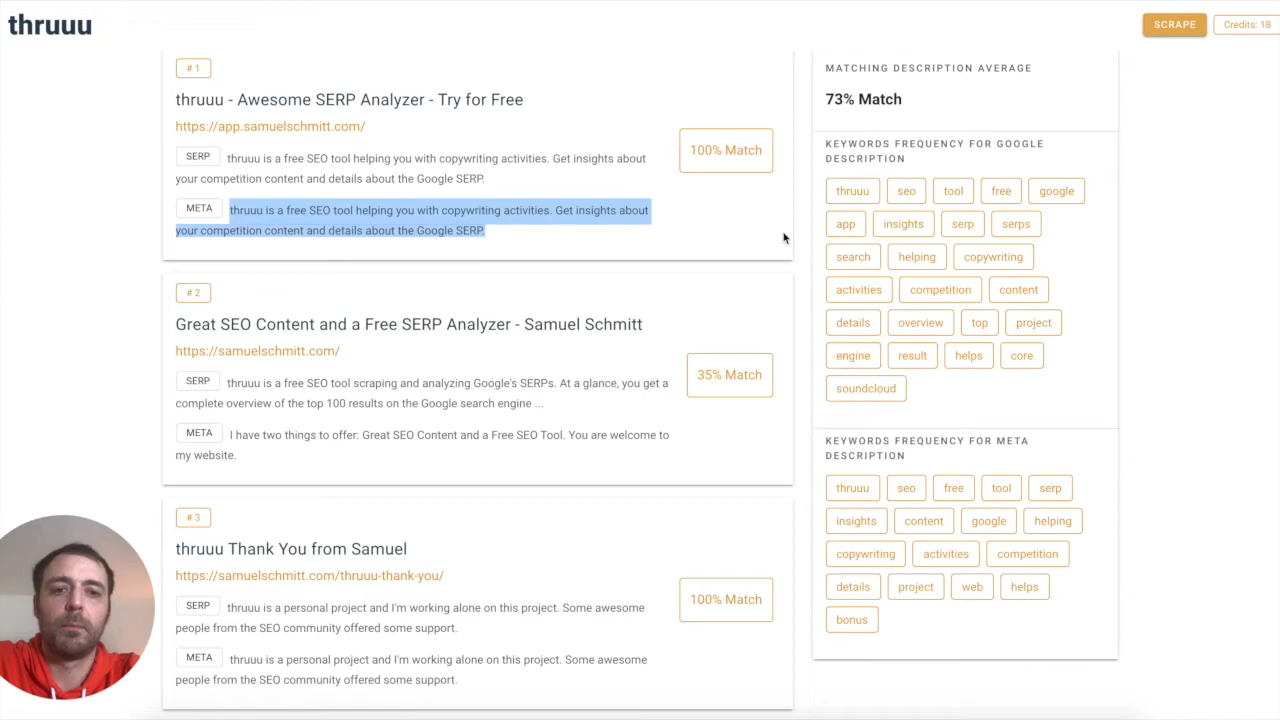 thruuu
SCRAPE
Credits: 18
# 1
thruuu - Awesome SERP Analyzer - Try for Free
https://app.samuelschmitt.com/
SERP thruuu is a free SEO tool helping you with copywriting activities. Get insights about
your competition content and details about the Google SERP.
META thruuu is a free SEO tool helping you with copywriting activities. Get insights about
your competition content and details about the Google SERP.
100% Match
# 2
Great SEO Content and a Free SERP Analyzer - Samuel Schmitt
https://samuelschmitt.com/
SERP thruuu is a free SEO tool scraping and analyzing Google's SERPs. At a glance, you get a
complete overview of the top 100 results on the Google search engine ...
META I have two things to offer: Great SEO Content and a Free SEO Tool. You are welcome to
my website.
35% Match
# 3
thruuu Thank You from Samuel
https://samuelschmitt.com/thruuu-thank-you/
SERP thruuu is a personal project and I'm working alone on this project. Some awesome
people from the SEO community offered some support.
META thruuu is a personal project and I'm working alone on this project. Some awesome
people from the SEO community offered some support.
100% Match
MATCHING DESCRIPTION AVERAGE
73% Match
KEYWORDS FREQUENCY FOR GOOGLE
DESCRIPTION
thruuu seo tool free google
app insights serp serps
search helping copywriting
activities competition content
details overview top project
engine result helps core
soundcloud
KEYWORDS FREQUENCY FOR META
DESCRIPTION
thruuu seo free tool serp
insights content google helping
copywriting activities competition
details project web helps
bonus